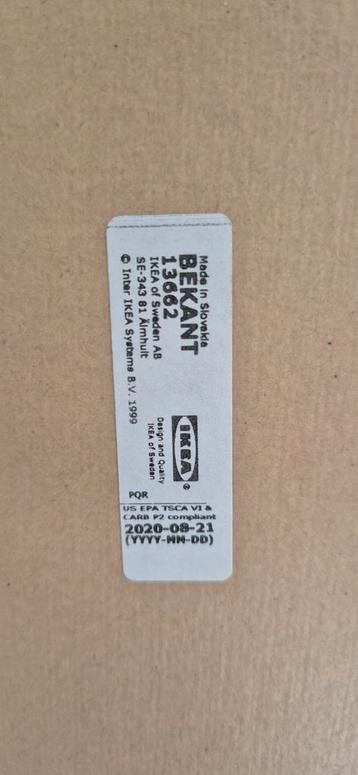 Made in Slovakia
BEKANT
13662
IKEA of Sweden AB
SE-343 81 Älmhult
© Inter IKEA Systems B.V. 1999
IKEA®
Design and Quality
IKEA of Sweden
PQR
US EPA TSCA VI &
CARB P2 compliant
2020-08-21
(YYYY-MM-DD)